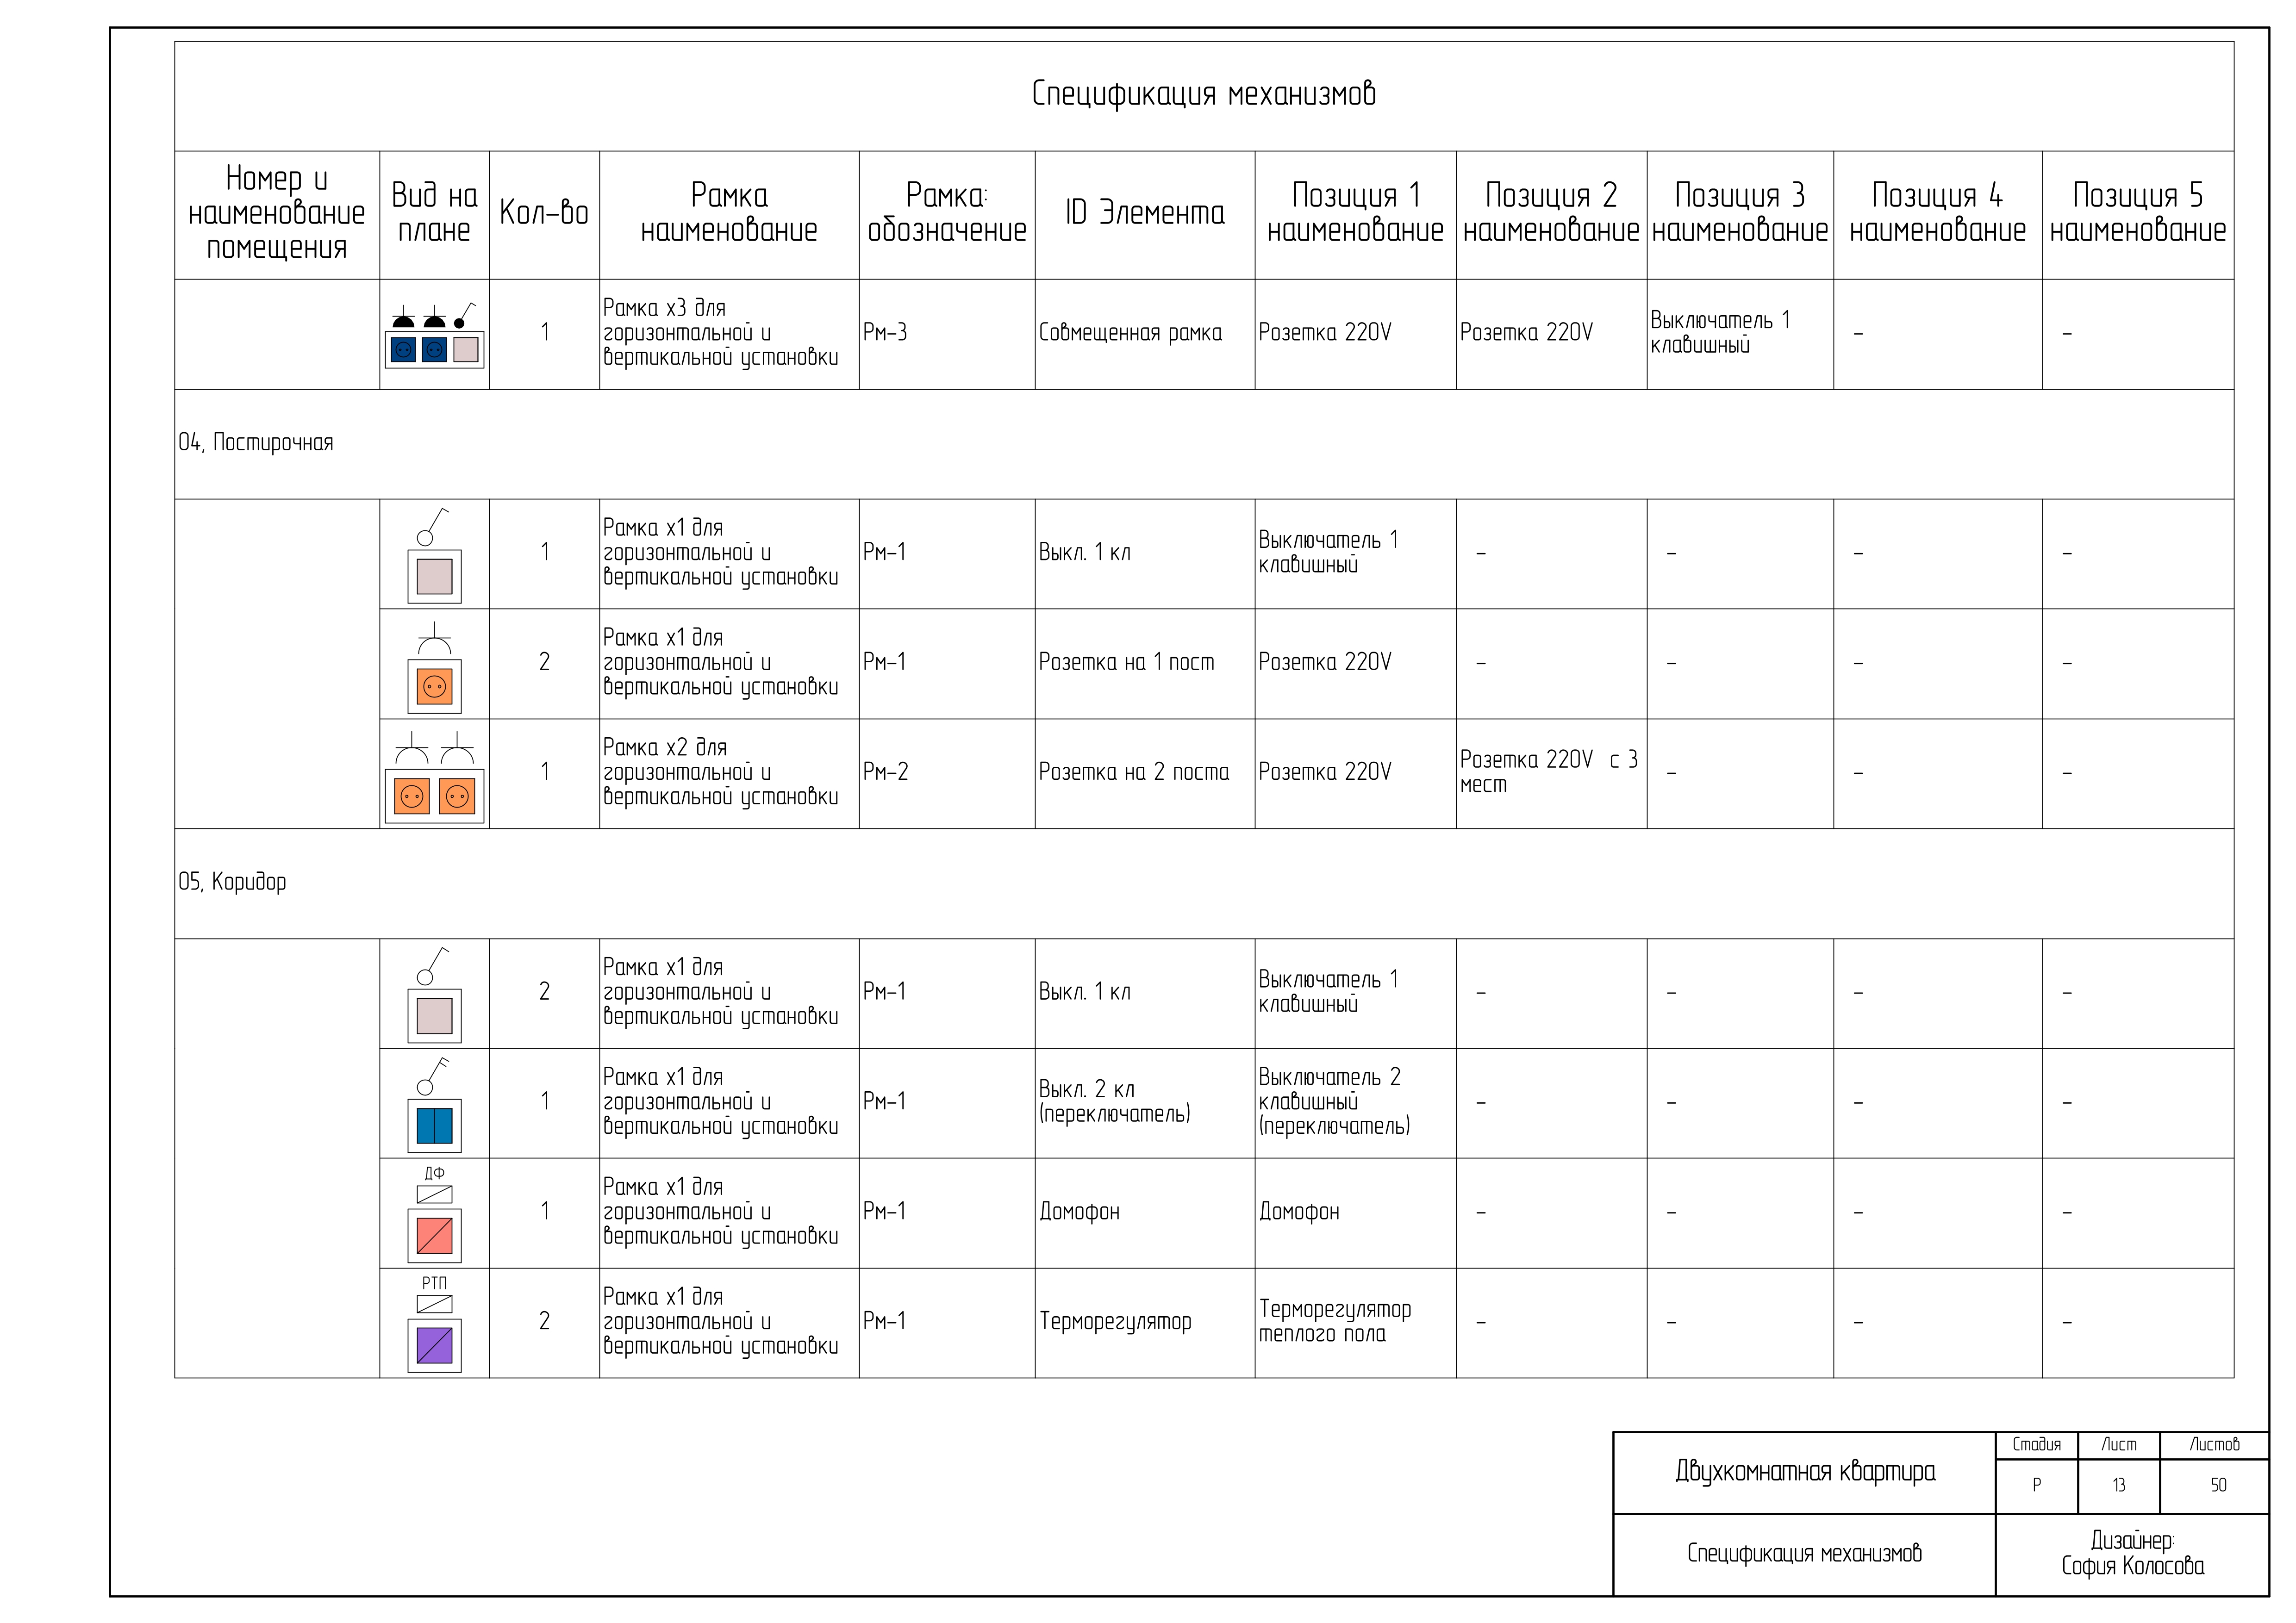 Спецификация механизмов
Номер и
наименование
помещения
Вид на
плане
Кол-во
Рамка
наименование
Рамка:
обозначение
ID Элемента
Позиция 1
наименование
Позиция 2
наименование
Позиция 3
наименование
Позиция 4
наименование
Позиция 5
наименование
1
Рамка х3 для
горизонтальной и
вертикальной установки
Рм-3
Совмещенная рамка
Розетка 220V
Розетка 220V
Выключатель 1
клавишный
-
-
04, Постирочная
1
Рамка х1 для
горизонтальной и
вертикальной установки
Рм-1
Выкл. 1 кл
Выключатель 1
клавишный
-
-
-
-
2
Рамка х1 для
горизонтальной и
вертикальной установки
Рм-1
Розетка на 1 пост
Розетка 220V
-
-
-
-
1
Рамка х2 для
горизонтальной и
вертикальной установки
Рм-2
Розетка на 2 поста
Розетка 220V
Розетка 220V с 3
мест
-
-
-
05, Коридор
2
Рамка х1 для
горизонтальной и
вертикальной установки
Рм-1
Выкл. 1 кл
Выключатель 1
клавишный
-
-
-
-
1
Рамка х1 для
горизонтальной и
вертикальной установки
Рм-1
Выкл. 2 кл
(переключатель)
Выключатель 2
клавишный
(переключатель)
-
-
-
-
ДФ
1
Рамка х1 для
горизонтальной и
вертикальной установки
Рм-1
Домофон
Домофон
-
-
-
-
РТП
2
Рамка х1 для
горизонтальной и
вертикальной установки
Рм-1
Терморегулятор
Терморегулятор
теплого пола
-
-
-
-
Двухкомнатная квартира
Стадия
Лист
Листов
Р
13
50
Спецификация механизмов
Дизайнер:
София Колосова